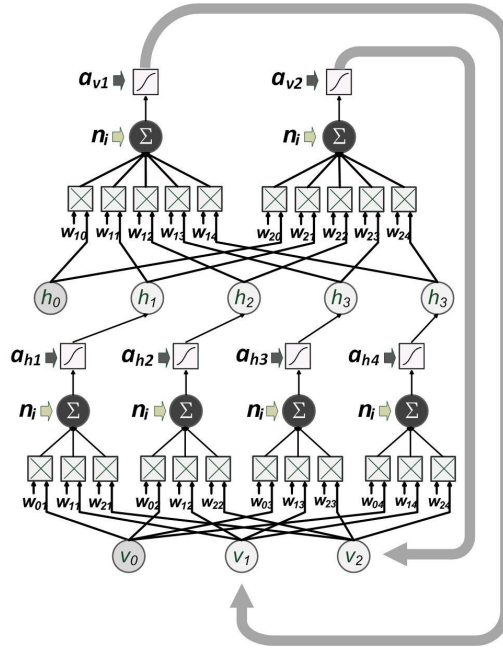 a_v1 a_v2
n_i Σ n_i Σ
w_10 w_11 w_12 w_13 w_14 w_20 w_21 w_22 w_23 w_24
h_0 h_1 h_2 h_3 h_3
a_h1 a_h2 a_h3 a_h4
n_i Σ n_i Σ n_i Σ n_i Σ
w_01 w_11 w_21 w_02 w_12 w_22 w_03 w_13 w_23 w_04 w_14 w_24
v_0 v_1 v_2